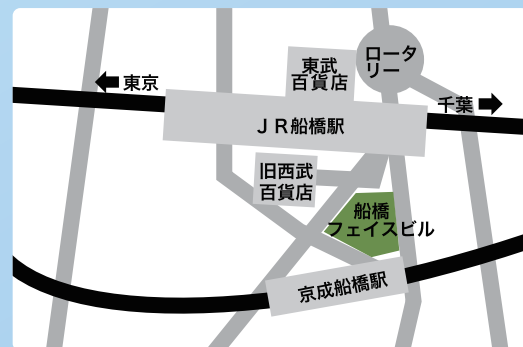 ロータ
リー
東京
東武
百貨店
千葉
ＪＲ船橋駅
旧西武
百貨店
船橋
フェイスビル
京成船橋駅